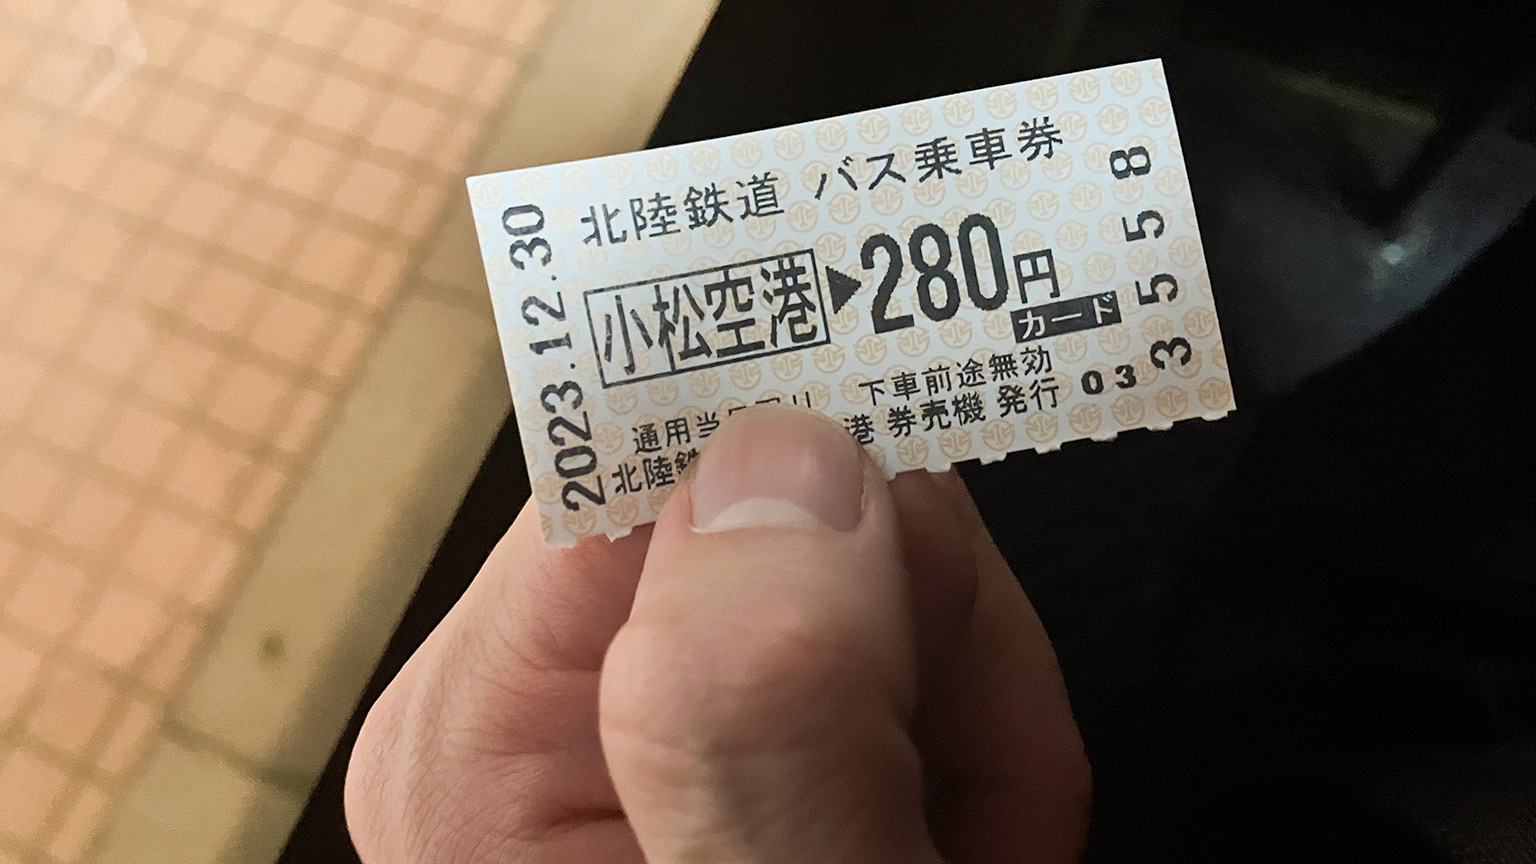 北陸鉄道 バス乗車券
小松空港▶280円
カード
通用当日
下車前途無効
北陸鉄
港 券売機 発行 03
2023.12.30
8553